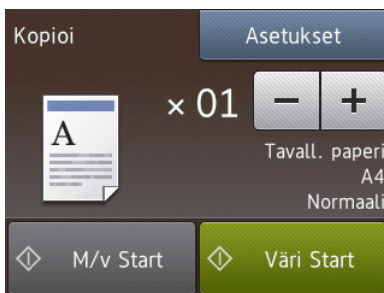 Kopioi
Asetukset
× 01
− +
A
Tavall. paperi
A4
Normaali
M/v Start
Väri Start